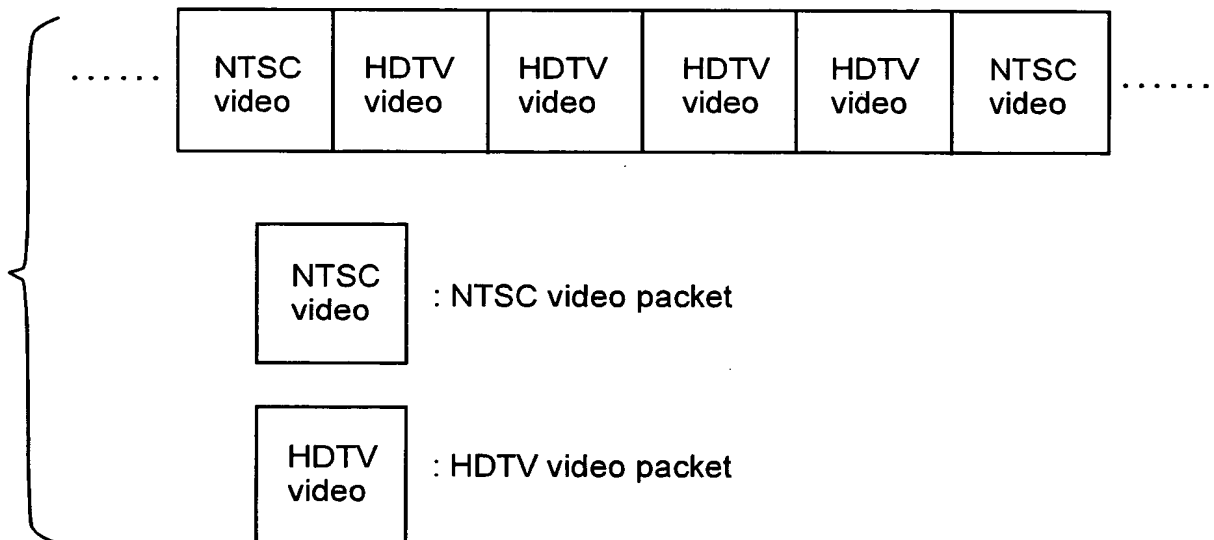 ...... NTSC HDTV HDTV HDTV HDTV NTSC ......
video video video video video video
NTSC
video : NTSC video packet
HDTV
video : HDTV video packet